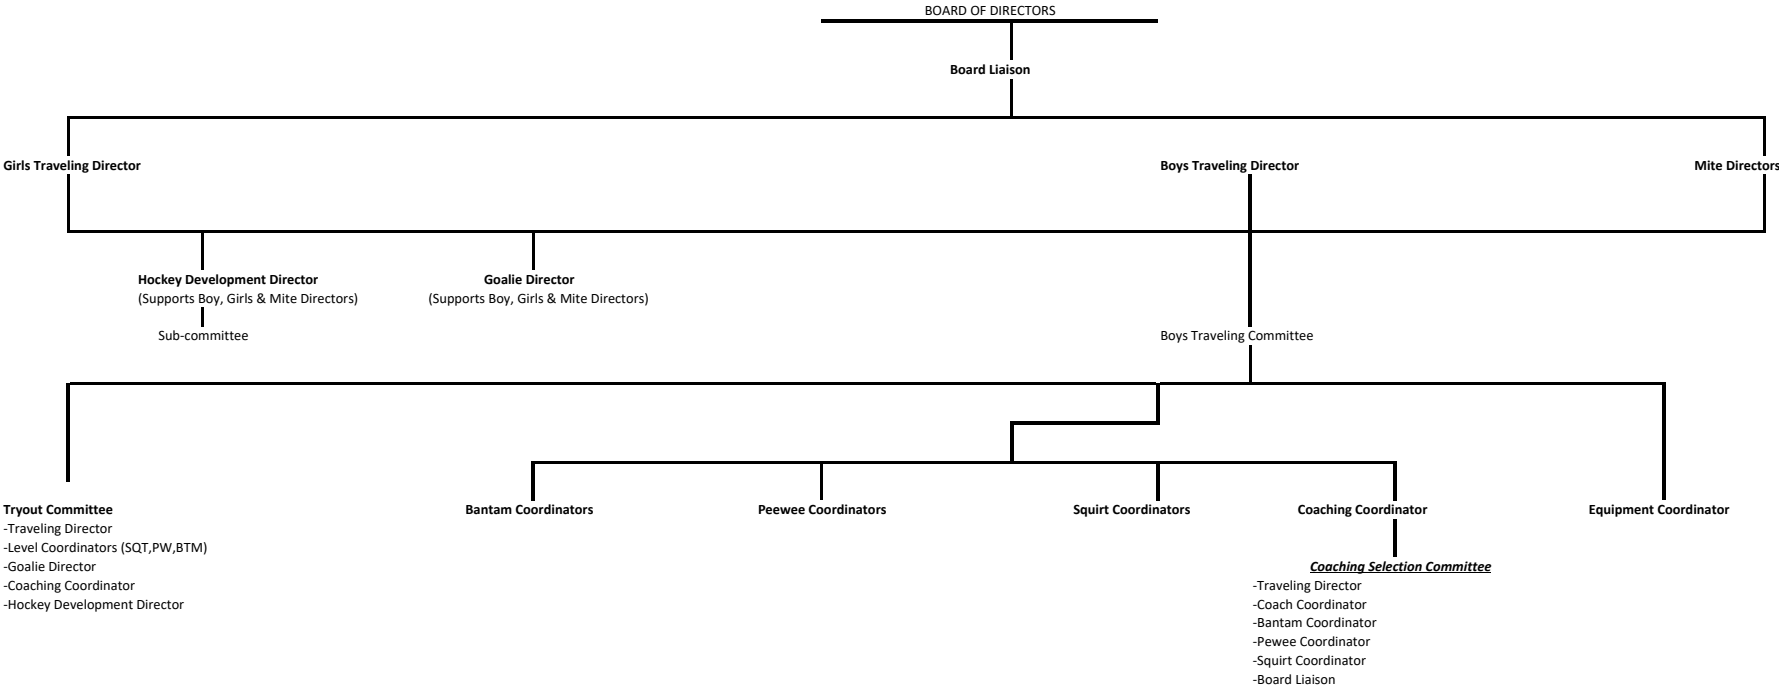 BOARD OF DIRECTORS
Board Liaison
Girls Traveling Director
Boys Traveling Director
Mite Directors
Hockey Development Director
(Supports Boy, Girls & Mite Directors)
Goalie Director
(Supports Boy, Girls & Mite Directors)
Sub-committee
Boys Traveling Committee
Tryout Committee
-Traveling Director
-Level Coordinators (SQT,PW,BTM)
-Goalie Director
-Coaching Coordinator
-Hockey Development Director
Bantam Coordinators
Peewee Coordinators
Squirt Coordinators
Coaching Coordinator
Equipment Coordinator
Coaching Selection Committee
-Traveling Director
-Coach Coordinator
-Bantam Coordinator
-Pewee Coordinator
-Squirt Coordinator
-Board Liaison